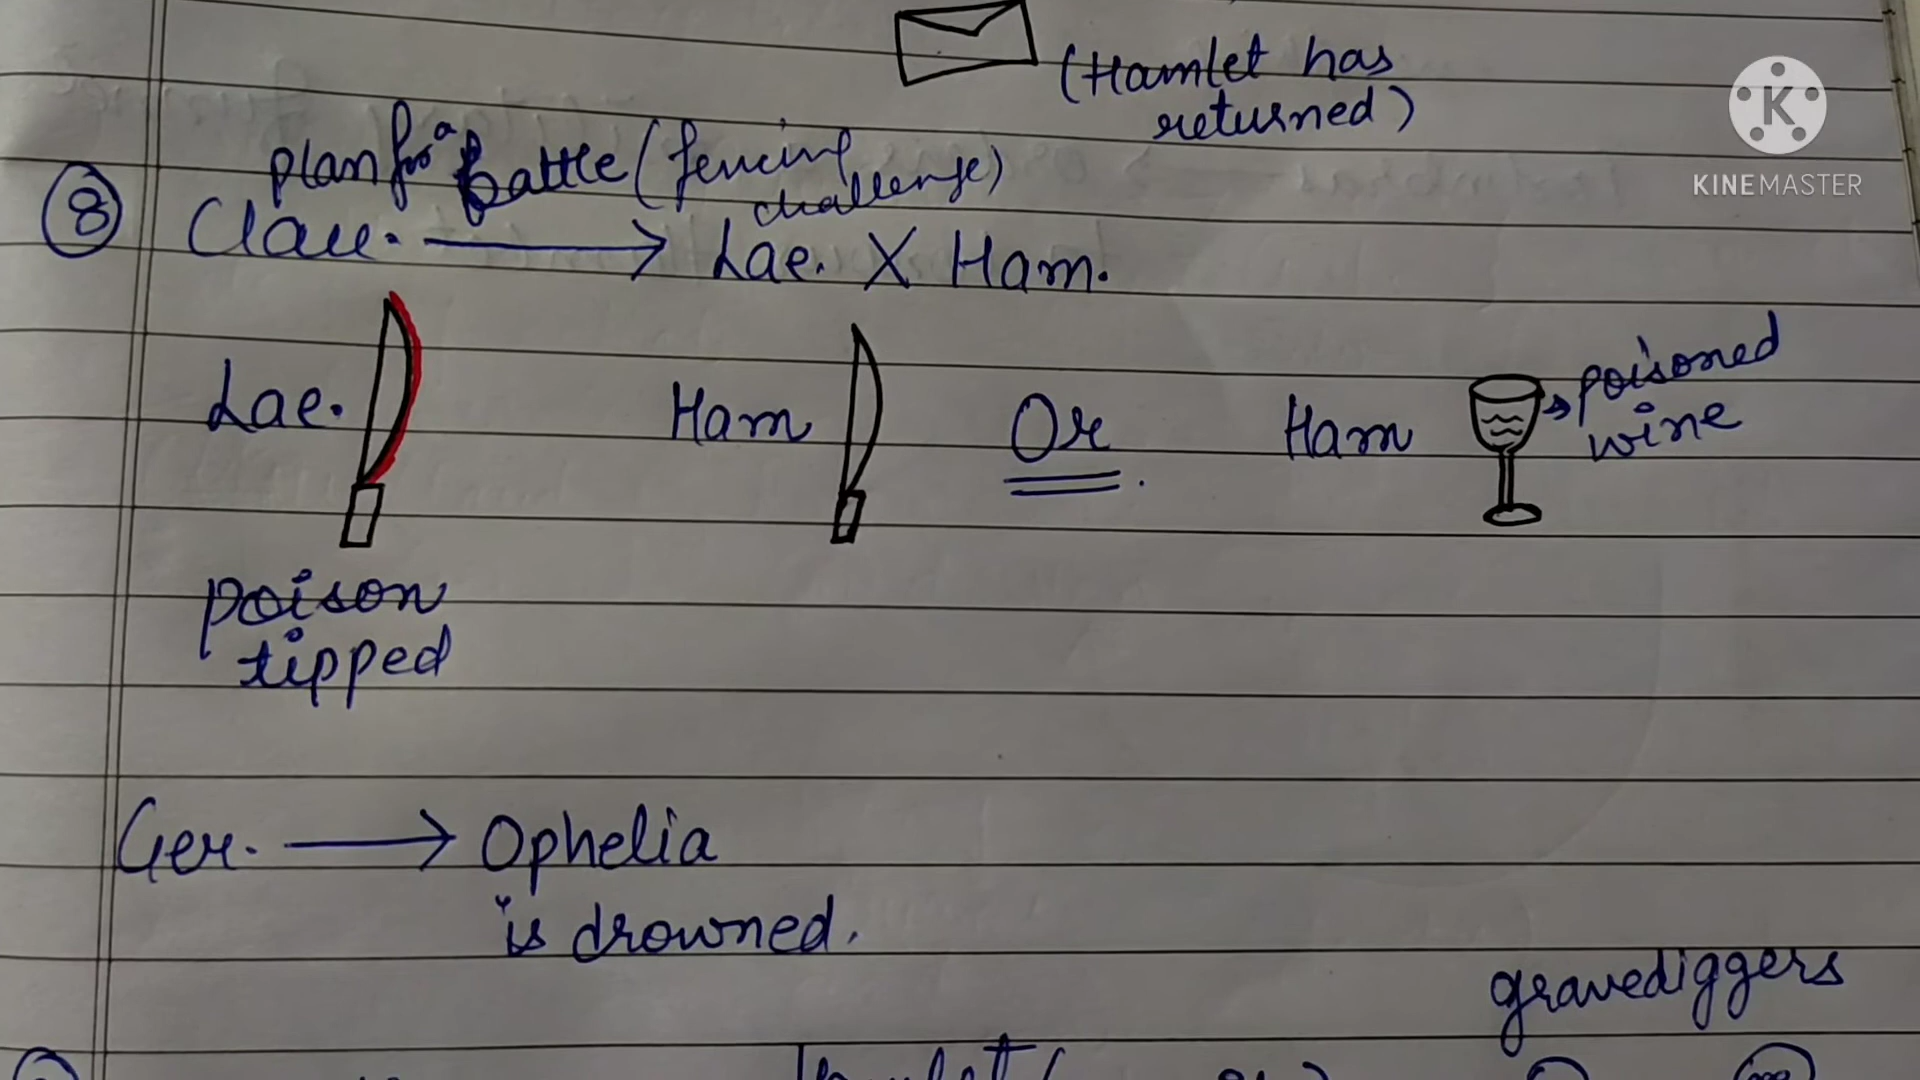 (Hamlet has
returned)
K
KINEMASTER
plan for a battle (fencing
challenge)
8 Clau. → Lae. X Ham.
Lae. Ham Or Ham → poisoned
wine
poison
tipped
Ger. → Ophelia
is drowned.
gravediggers